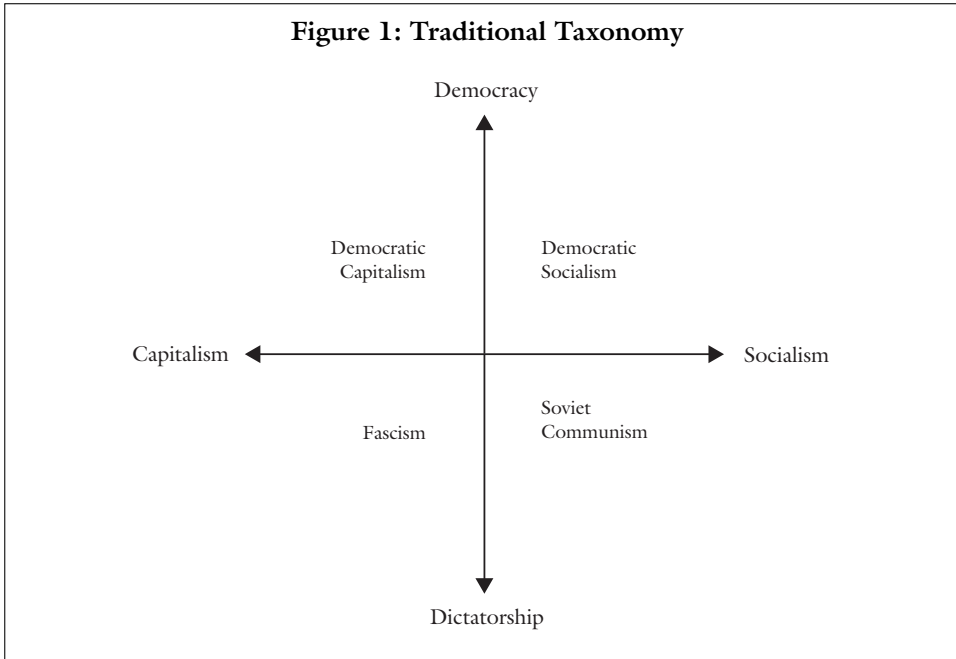 Figure 1: Traditional Taxonomy
Democracy
Democratic
Capitalism
Democratic
Socialism
Capitalism
Socialism
Fascism
Soviet
Communism
Dictatorship